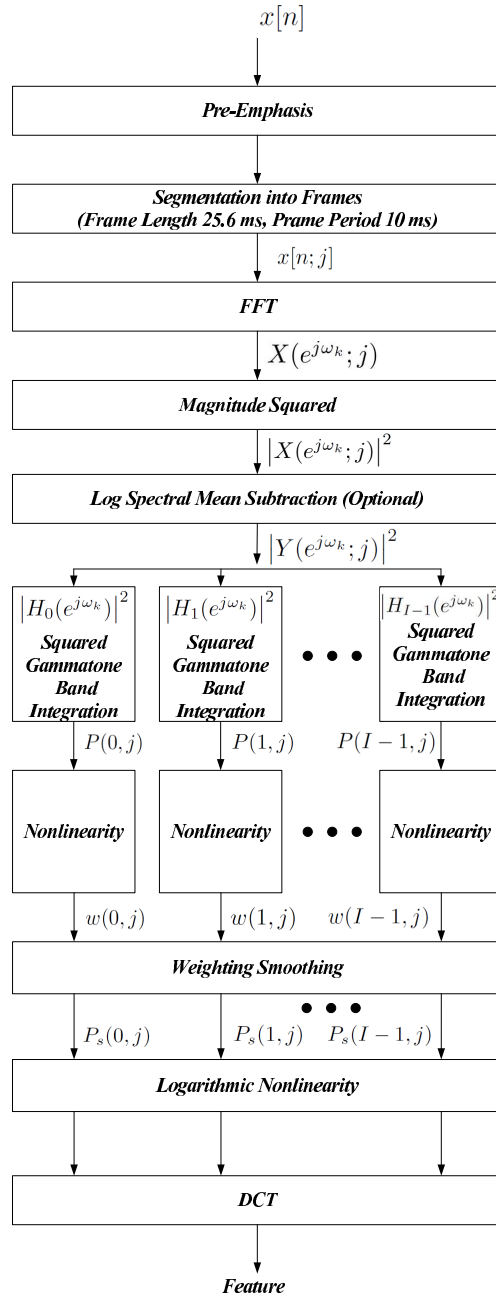 x[n]
Pre-Emphasis
Segmentation into Frames
(Frame Length 25.6 ms, Prame Period 10 ms)
x[n; j]
FFT
X(e^{jω_k}; j)
Magnitude Squared
|X(e^{jω_k}; j)|^2
Log Spectral Mean Subtraction (Optional)
|Y(e^{jω_k}; j)|^2
|H_0(e^{jω_k})|^2
Squared
Gammatone
Band
Integration
|H_1(e^{jω_k})|^2
Squared
Gammatone
Band
Integration
|H_{I-1}(e^{jω_k})|^2
Squared
Gammatone
Band
Integration
P(0, j)
P(1, j)
P(I − 1, j)
Nonlinearity
Nonlinearity
Nonlinearity
w(0, j)
w(1, j)
w(I − 1, j)
Weighting Smoothing
P_s(0, j)
P_s(1, j)
P_s(I − 1, j)
Logarithmic Nonlinearity
DCT
Feature